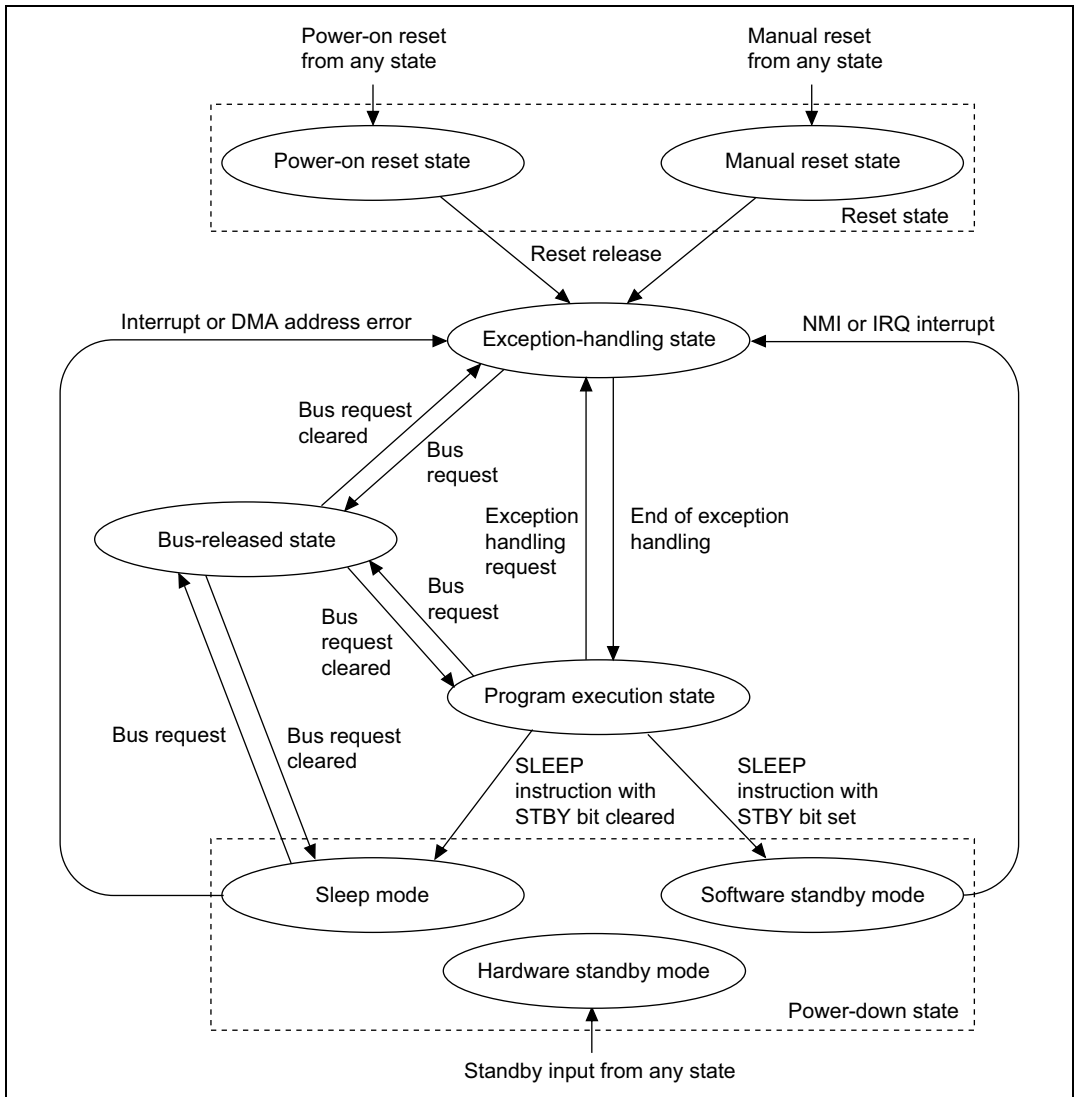 Power-on reset
from any state
Manual reset
from any state
Power-on reset state
Manual reset state
Reset state
Reset release
Interrupt or DMA address error
NMI or IRQ interrupt
Exception-handling state
Bus request
cleared
Bus
request
Bus-released state
Exception
handling
request
End of exception
handling
Bus
request
Bus
request
cleared
Program execution state
Bus request
Bus request
cleared
SLEEP
instruction with
STBY bit cleared
SLEEP
instruction with
STBY bit set
Sleep mode
Software standby mode
Hardware standby mode
Power-down state
Standby input from any state